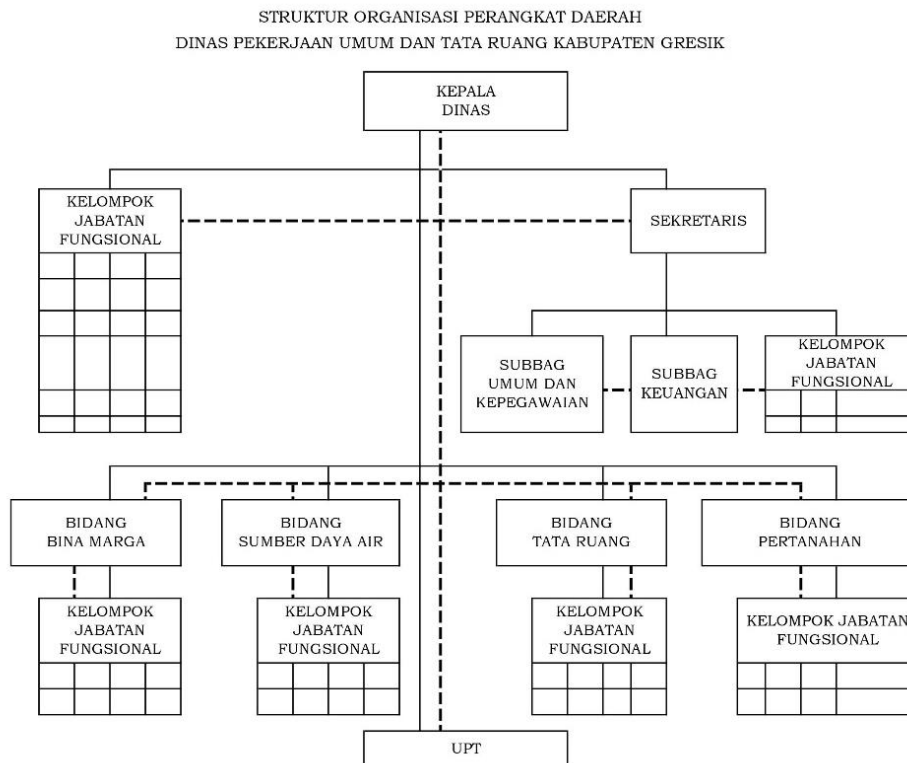 STRUKTUR ORGANISASI PERANGKAT DAERAH
DINAS PEKERJAAN UMUM DAN TATA RUANG KABUPATEN GRESIK
KEPALA
DINAS
KELOMPOK
JABATAN
FUNGSIONAL
SEKRETARIS
SUBBAG
UMUM DAN
KEPEGAWAIAN
SUBBAG
KEUANGAN
KELOMPOK
JABATAN
FUNGSIONAL
BIDANG
BINA MARGA
BIDANG
SUMBER DAYA AIR
BIDANG
TATA RUANG
BIDANG
PERTANAHAN
KELOMPOK
JABATAN
FUNGSIONAL
KELOMPOK
JABATAN
FUNGSIONAL
KELOMPOK
JABATAN
FUNGSIONAL
KELOMPOK JABATAN
FUNGSIONAL
UPT